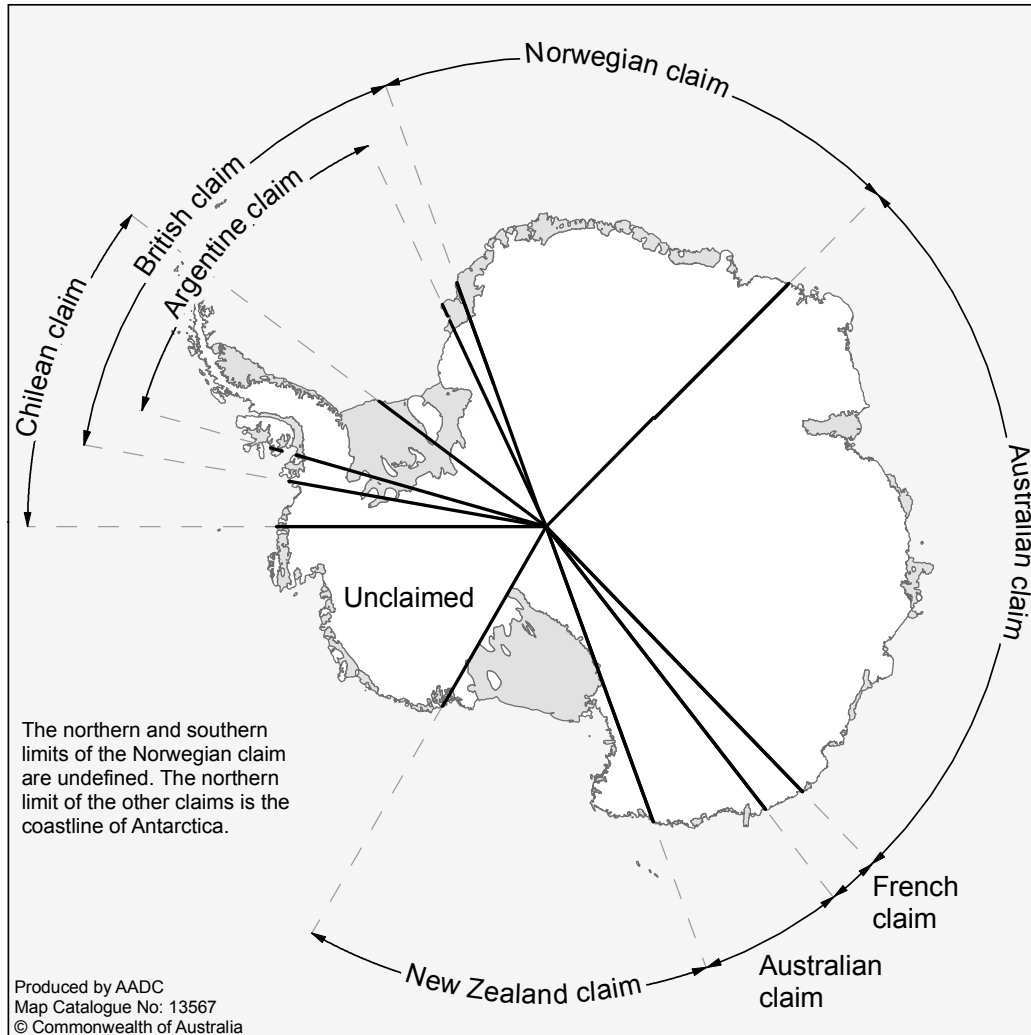 Norwegian claim
British claim
Argentine claim
Chilean claim
Australian claim
Unclaimed
The northern and southern
limits of the Norwegian claim
are undefined. The northern
limit of the other claims is the
coastline of Antarctica.
French
claim
Australian
claim
New Zealand claim
Produced by AADC
Map Catalogue No: 13567
© Commonwealth of Australia